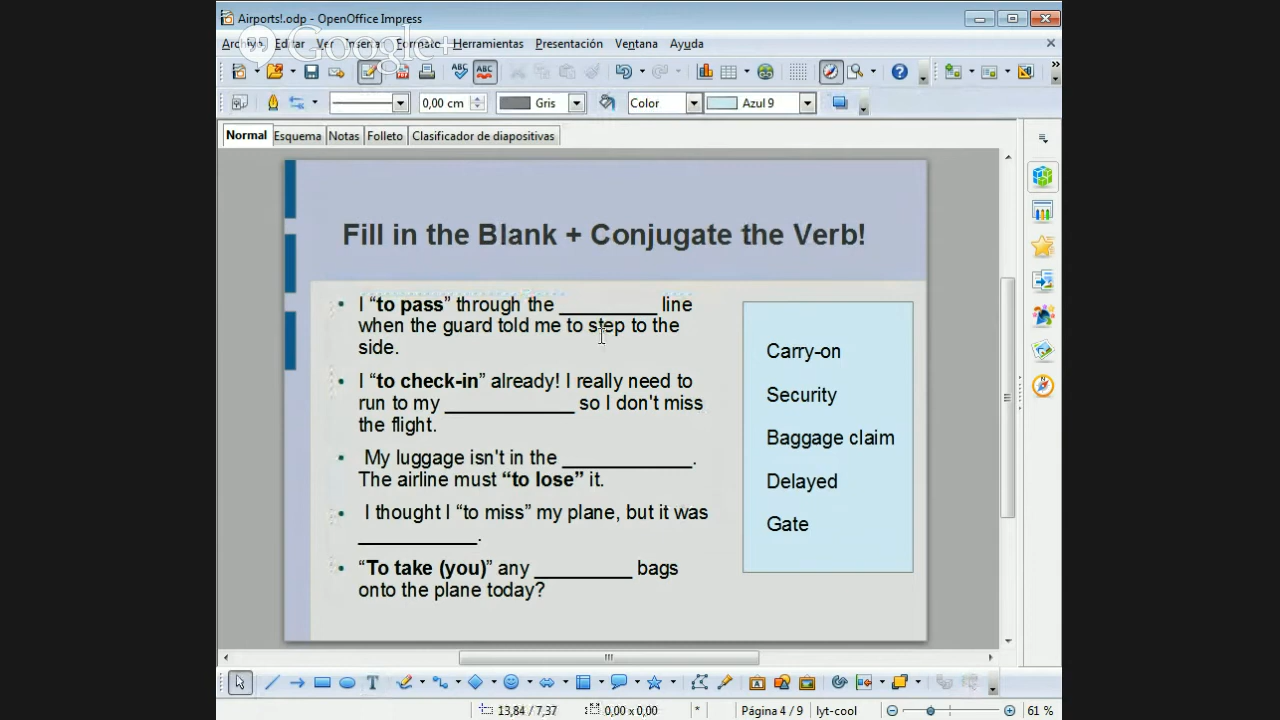 Airports!.odp - OpenOffice Impress
Archivo Editar Ver Insertar Formato Herramientas Presentación Ventana Ayuda
Google+
0,00 cm Gris Color Azul 9
Normal Esquema Notas Folleto Clasificador de diapositivas
Fill in the Blank + Conjugate the Verb!
• I “to pass” through the _________ line
when the guard told me to step to the
side.
• I “to check-in” already! I really need to
run to my ____________ so I don't miss
the flight.
• My luggage isn't in the ____________.
The airline must “to lose” it.
• I thought I “to miss” my plane, but it was
___________.
• “To take (you)” any _________ bags
onto the plane today?
Carry-on
Security
Baggage claim
Delayed
Gate
13,84 / 7,37 0,00 x 0,00 * Página 4 / 9 lyt-cool 61 %